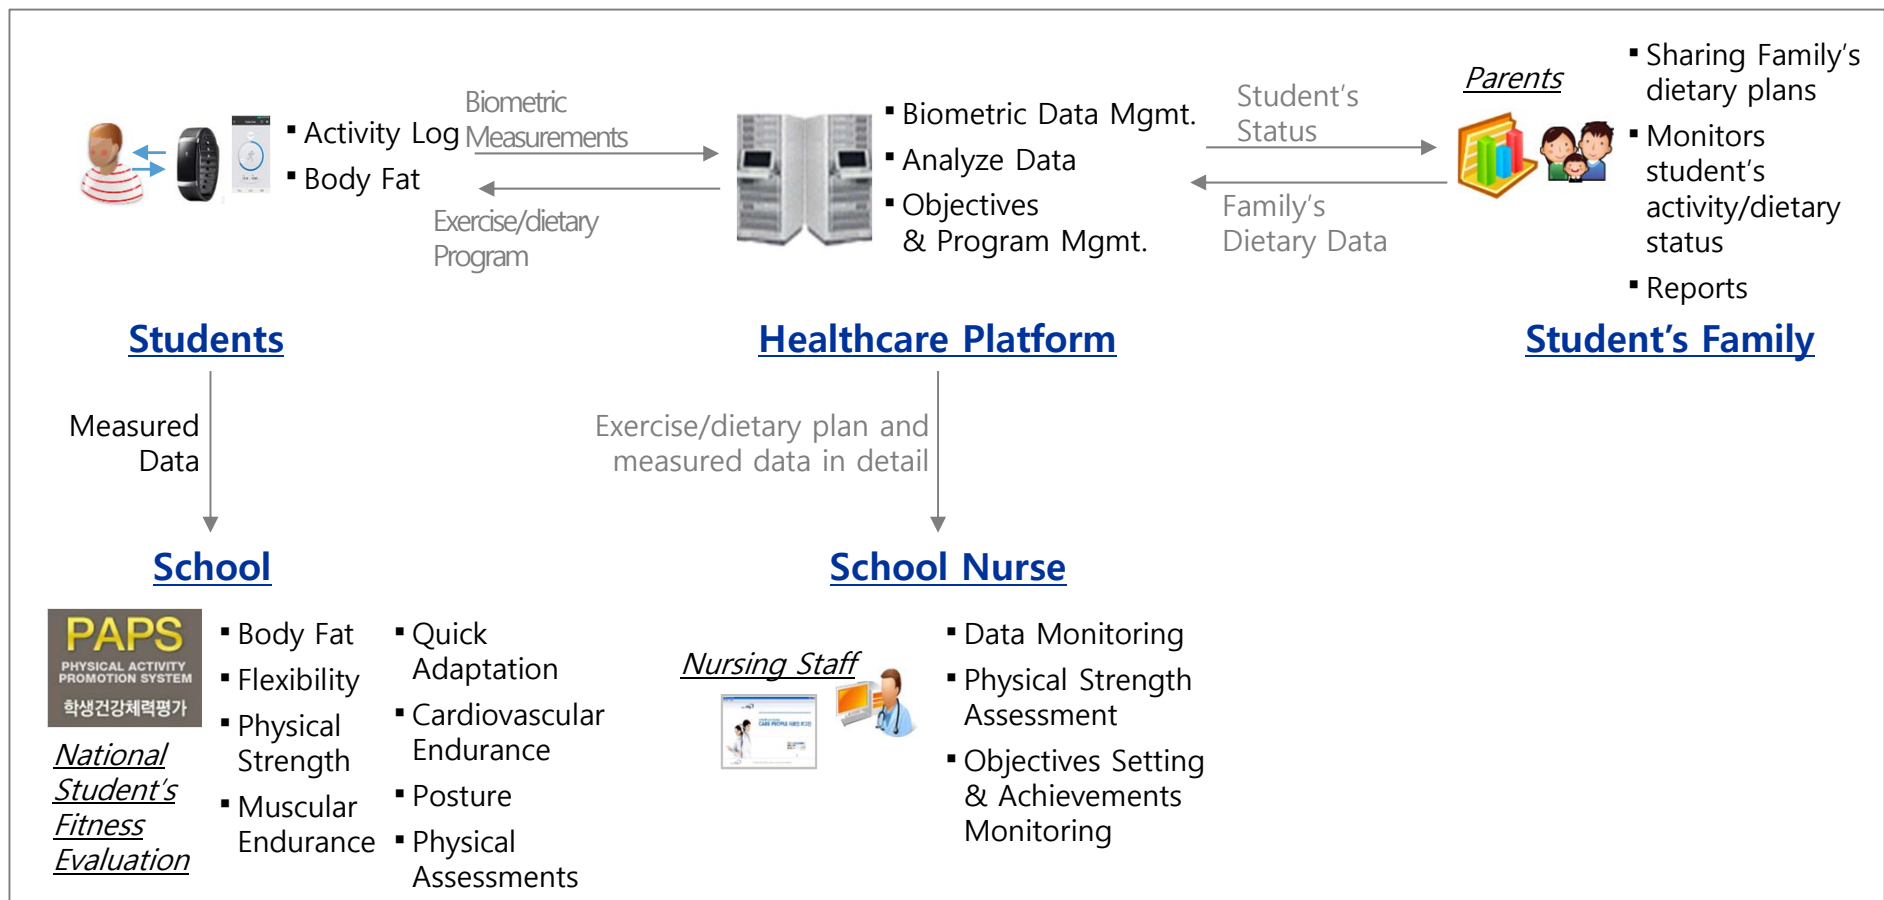 ▪ Activity Log
▪ Body Fat
Biometric
Measurements
Exercise/dietary
Program
▪ Biometric Data Mgmt.
▪ Analyze Data
▪ Objectives
& Program Mgmt.
Student's
Status
Family's
Dietary Data
Parents
▪ Sharing Family's
dietary plans
▪ Monitors
student's
activity/dietary
status
▪ Reports
Students
Healthcare Platform
Student's Family
Measured
Data
Exercise/dietary plan and
measured data in detail
School
School Nurse
PAPS
PHYSICAL ACTIVITY
PROMOTION SYSTEM
학생건강체력평가
National
Student's
Fitness
Evaluation
▪ Body Fat
▪ Flexibility
▪ Physical
Strength
▪ Muscular
Endurance
▪ Quick
Adaptation
▪ Cardiovascular
Endurance
▪ Posture
▪ Physical
Assessments
Nursing Staff
▪ Data Monitoring
▪ Physical Strength
Assessment
▪ Objectives Setting
& Achievements
Monitoring